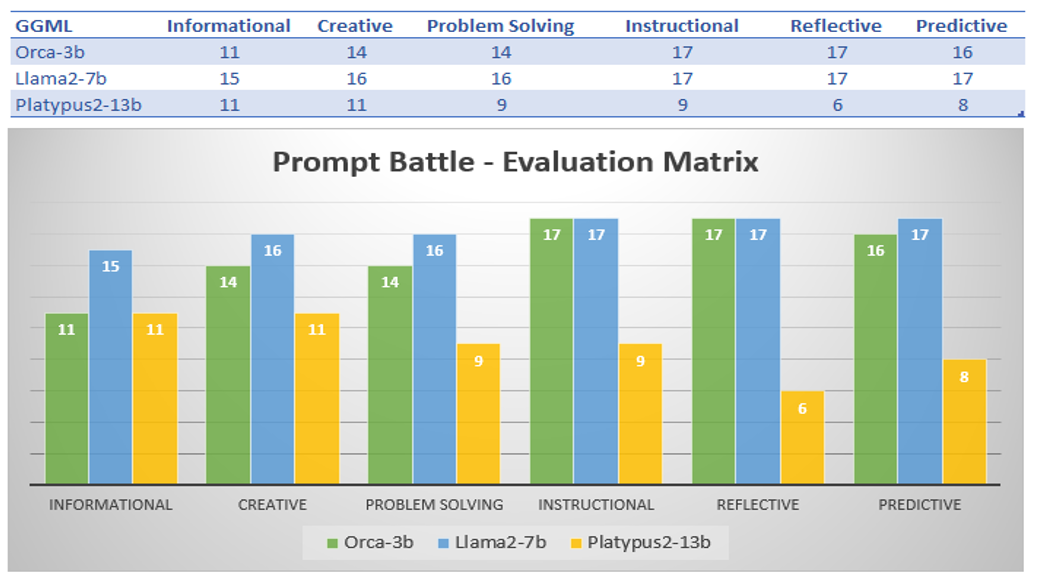 GGML Informational Creative Problem Solving Instructional Reflective Predictive
Orca-3b 11 14 14 17 17 16
Llama2-7b 15 16 16 17 17 17
Platypus2-13b 11 11 9 9 6 8
Prompt Battle - Evaluation Matrix
11 15 11 14 16 11 14 16 9 17 17 9 17 17 6 16 17 8
INFORMATIONAL CREATIVE PROBLEM SOLVING INSTRUCTIONAL REFLECTIVE PREDICTIVE
Orca-3b Llama2-7b Platypus2-13b